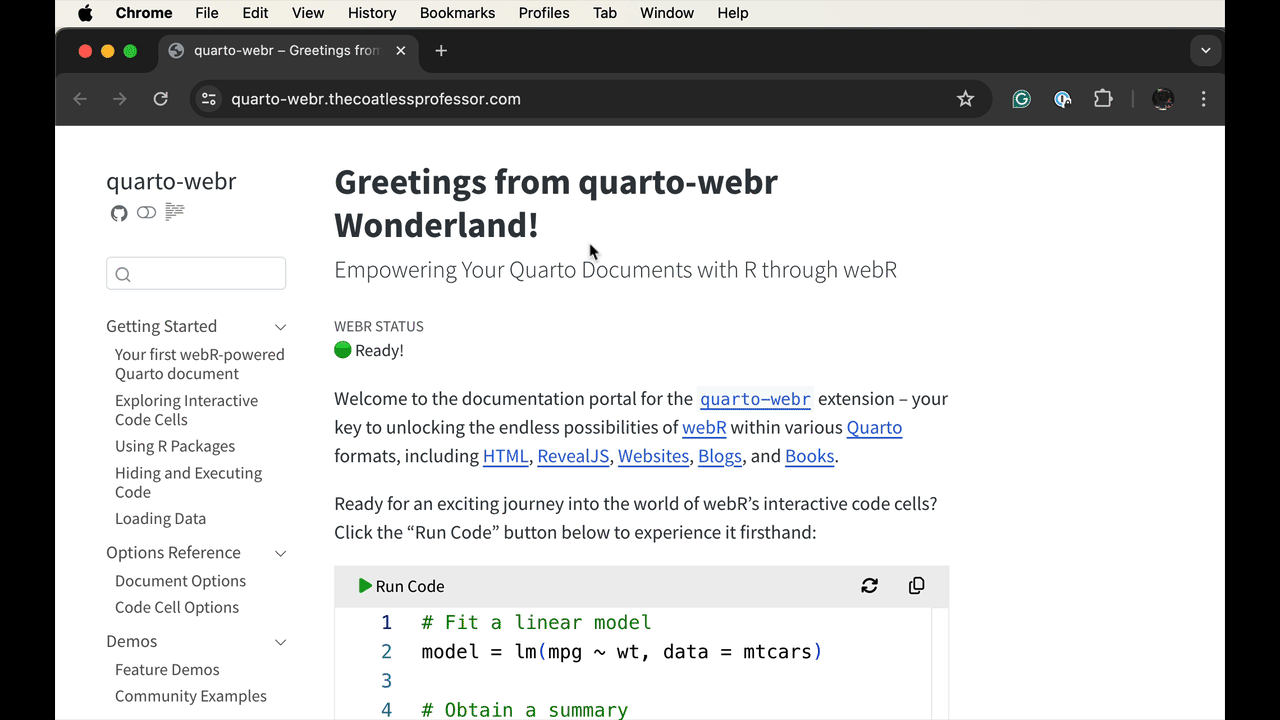 Chrome File Edit View History Bookmarks Profiles Tab Window Help
quarto-webr – Greetings from
quarto-webr.thecoatlessprofessor.com
quarto-webr
Getting Started
Your first webR-powered
Quarto document
Exploring Interactive
Code Cells
Using R Packages
Hiding and Executing
Code
Loading Data
Options Reference
Document Options
Code Cell Options
Demos
Feature Demos
Community Examples
Greetings from quarto-webr
Wonderland!
Empowering Your Quarto Documents with R through webR
WEBR STATUS
🟢 Ready!
Welcome to the documentation portal for the quarto-webr extension – your
key to unlocking the endless possibilities of webR within various Quarto
formats, including HTML, RevealJS, Websites, Blogs, and Books.
Ready for an exciting journey into the world of webR’s interactive code cells?
Click the “Run Code” button below to experience it firsthand:
Run Code
1 # Fit a linear model
2 model = lm(mpg ~ wt, data = mtcars)
3
4 # Obtain a summary